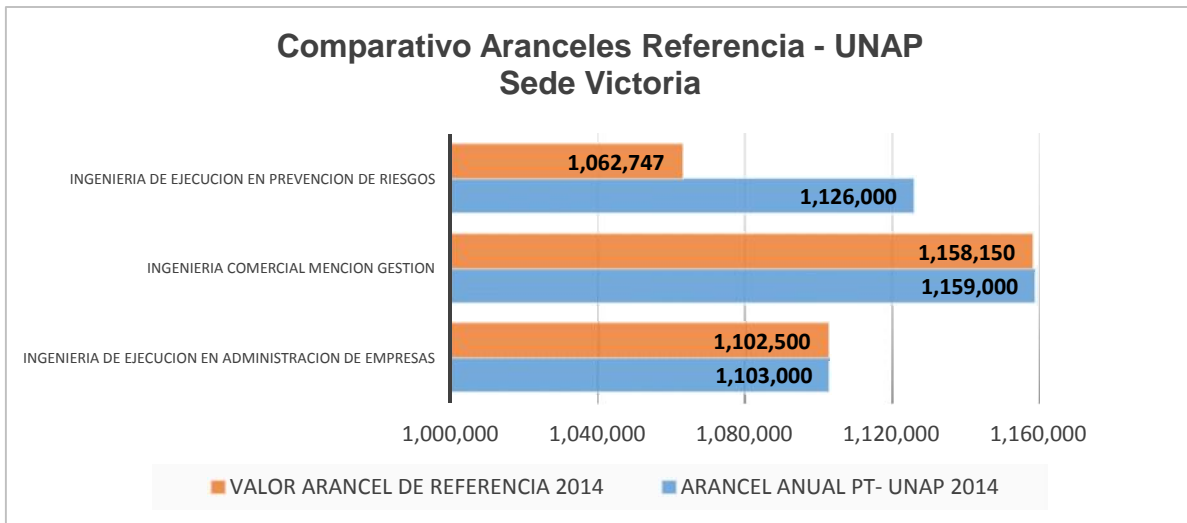 Comparativo Aranceles Referencia - UNAP
Sede Victoria
1,062,747
INGENIERIA DE EJECUCION EN PREVENCION DE RIESGOS
1,126,000
1,158,150
INGENIERIA COMERCIAL MENCION GESTION
1,159,000
1,102,500
INGENIERIA DE EJECUCION EN ADMINISTRACION DE EMPRESAS
1,103,000
1,000,000 1,040,000 1,080,000 1,120,000 1,160,000
VALOR ARANCEL DE REFERENCIA 2014 ARANCEL ANUAL PT- UNAP 2014